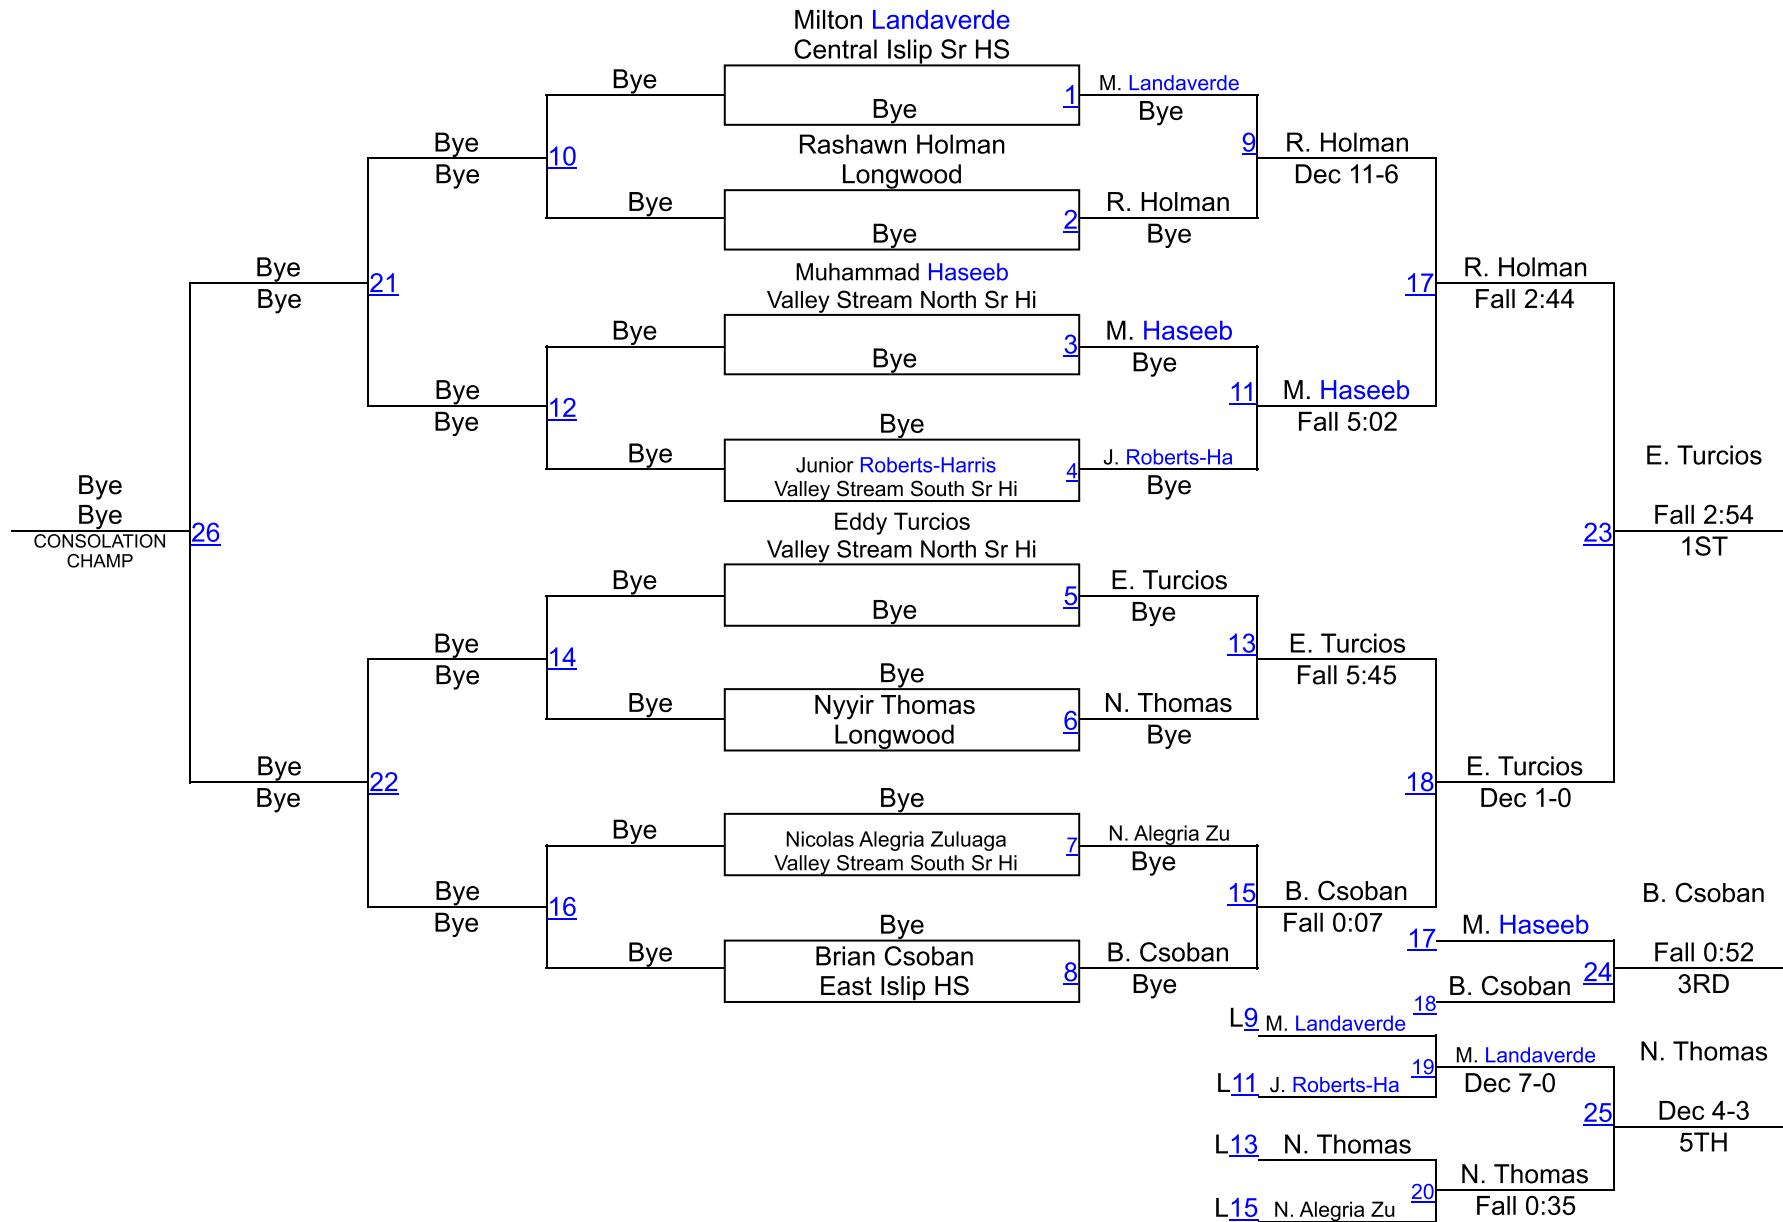 Milton Landaverde
Central Islip Sr HS
Bye
Bye
1
M. Landaverde
Bye
Bye
Bye
10
Rashawn Holman
Longwood
9
R. Holman
Dec 11-6
Bye
Bye
2
R. Holman
Bye
Bye
Bye
21
Muhammad Haseeb
Valley Stream North Sr Hi
17
R. Holman
Fall 2:44
Bye
Bye
3
M. Haseeb
Bye
Bye
Bye
12
11
M. Haseeb
Fall 5:02
Bye
Bye
Junior Roberts-Harris
Valley Stream South Sr Hi
4
J. Roberts-Ha
Bye
E. Turcios
Bye
Bye
CONSOLATION
CHAMP
26
Eddy Turcios
Valley Stream North Sr Hi
23
Fall 2:54
1ST
Bye
Bye
5
E. Turcios
Bye
Bye
Bye
14
13
E. Turcios
Fall 5:45
Bye
Bye
Nyyir Thomas
Longwood
6
N. Thomas
Bye
Bye
Bye
22
18
E. Turcios
Dec 1-0
Bye
Bye
Nicolas Alegria Zuluaga
Valley Stream South Sr Hi
7
N. Alegria Zu
Bye
Bye
Bye
16
15
B. Csoban
Fall 0:07
B. Csoban
Bye
Bye
Brian Csoban
East Islip HS
8
B. Csoban
Bye
17
M. Haseeb
24
Fall 0:52
3RD
18
B. Csoban
L9
M. Landaverde
19
M. Landaverde
Dec 7-0
N. Thomas
L11
J. Roberts-Ha
25
Dec 4-3
5TH
L13
N. Thomas
20
N. Thomas
Fall 0:35
L15
N. Alegria Zu